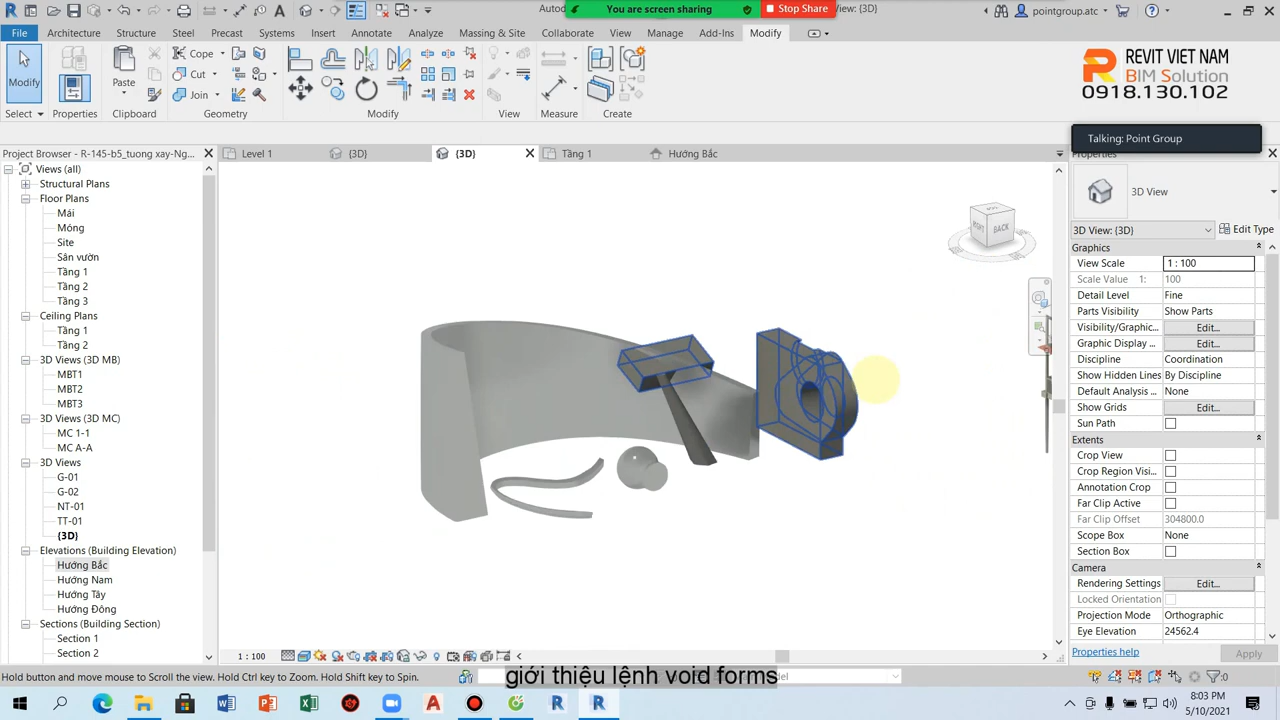 Autod
You are screen sharing
Stop Share
View: {3D}
pointgroup.atc
File
Architecture
Structure
Steel
Precast
Systems
Insert
Annotate
Analyze
Massing & Site
Collaborate
View
Manage
Add-Ins
Modify
Modify
Paste
Cope
Cut
Join
Select
Properties
Clipboard
Geometry
Modify
View
Measure
Create
REVIT VIET NAM
BIM Solution
0918.130.102
Talking: Point Group
Project Browser - R-145-b5_tuong xay-Ng...
Level 1
{3D}
{3D}
Tầng 1
Hướng Bắc
Properties
Views (all)
Structural Plans
Floor Plans
Mái
Móng
Site
Sân vườn
Tầng 1
Tầng 2
Tầng 3
Ceiling Plans
Tầng 1
Tầng 2
3D Views (3D MB)
MBT1
MBT2
MBT3
3D Views (3D MC)
MC 1-1
MC A-A
3D Views
G-01
G-02
NT-01
TT-01
{3D}
Elevations (Building Elevation)
Hướng Bắc
Hướng Nam
Hướng Tây
Hướng Đông
Sections (Building Section)
Section 1
Section 2
BACK
3D View
3D View: {3D}
Edit Type
Graphics
View Scale
1 : 100
Scale Value 1:
100
Detail Level
Fine
Parts Visibility
Show Parts
Visibility/Graphic...
Edit...
Graphic Display ...
Edit...
Discipline
Coordination
Show Hidden Lines
By Discipline
Default Analysis ...
None
Show Grids
Edit...
Sun Path
Extents
Crop View
Crop Region Visi...
Annotation Crop
Far Clip Active
Far Clip Offset
304800.0
Scope Box
None
Section Box
Camera
Rendering Settings
Edit...
Locked Orientation
Projection Mode
Orthographic
Eye Elevation
24562.4
Properties help
Apply
1 : 100
Hold button and move mouse to Scroll the view. Hold Ctrl key to Zoom. Hold Shift key to Spin.
:0
giới thiệu lệnh void forms
8:03 PM
5/10/2021